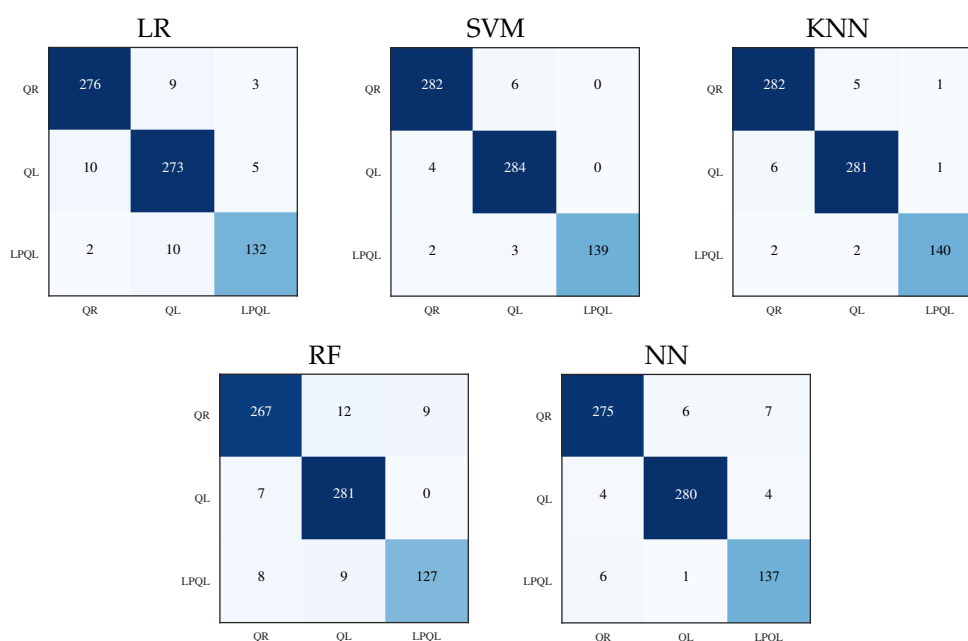 LR SVM KNN
QR 276 9 3 QR 282 6 0 QR 282 5 1
QL 10 273 5 QL 4 284 0 QL 6 281 1
LPQL 2 10 132 LPQL 2 3 139 LPQL 2 2 140
QR QL LPQL QR QL LPQL QR QL LPQL
RF NN
QR 267 12 9 QR 275 6 7
QL 7 281 0 QL 4 280 4
LPQL 8 9 127 LPQL 6 1 137
QR QL LPQL QR QL LPQL